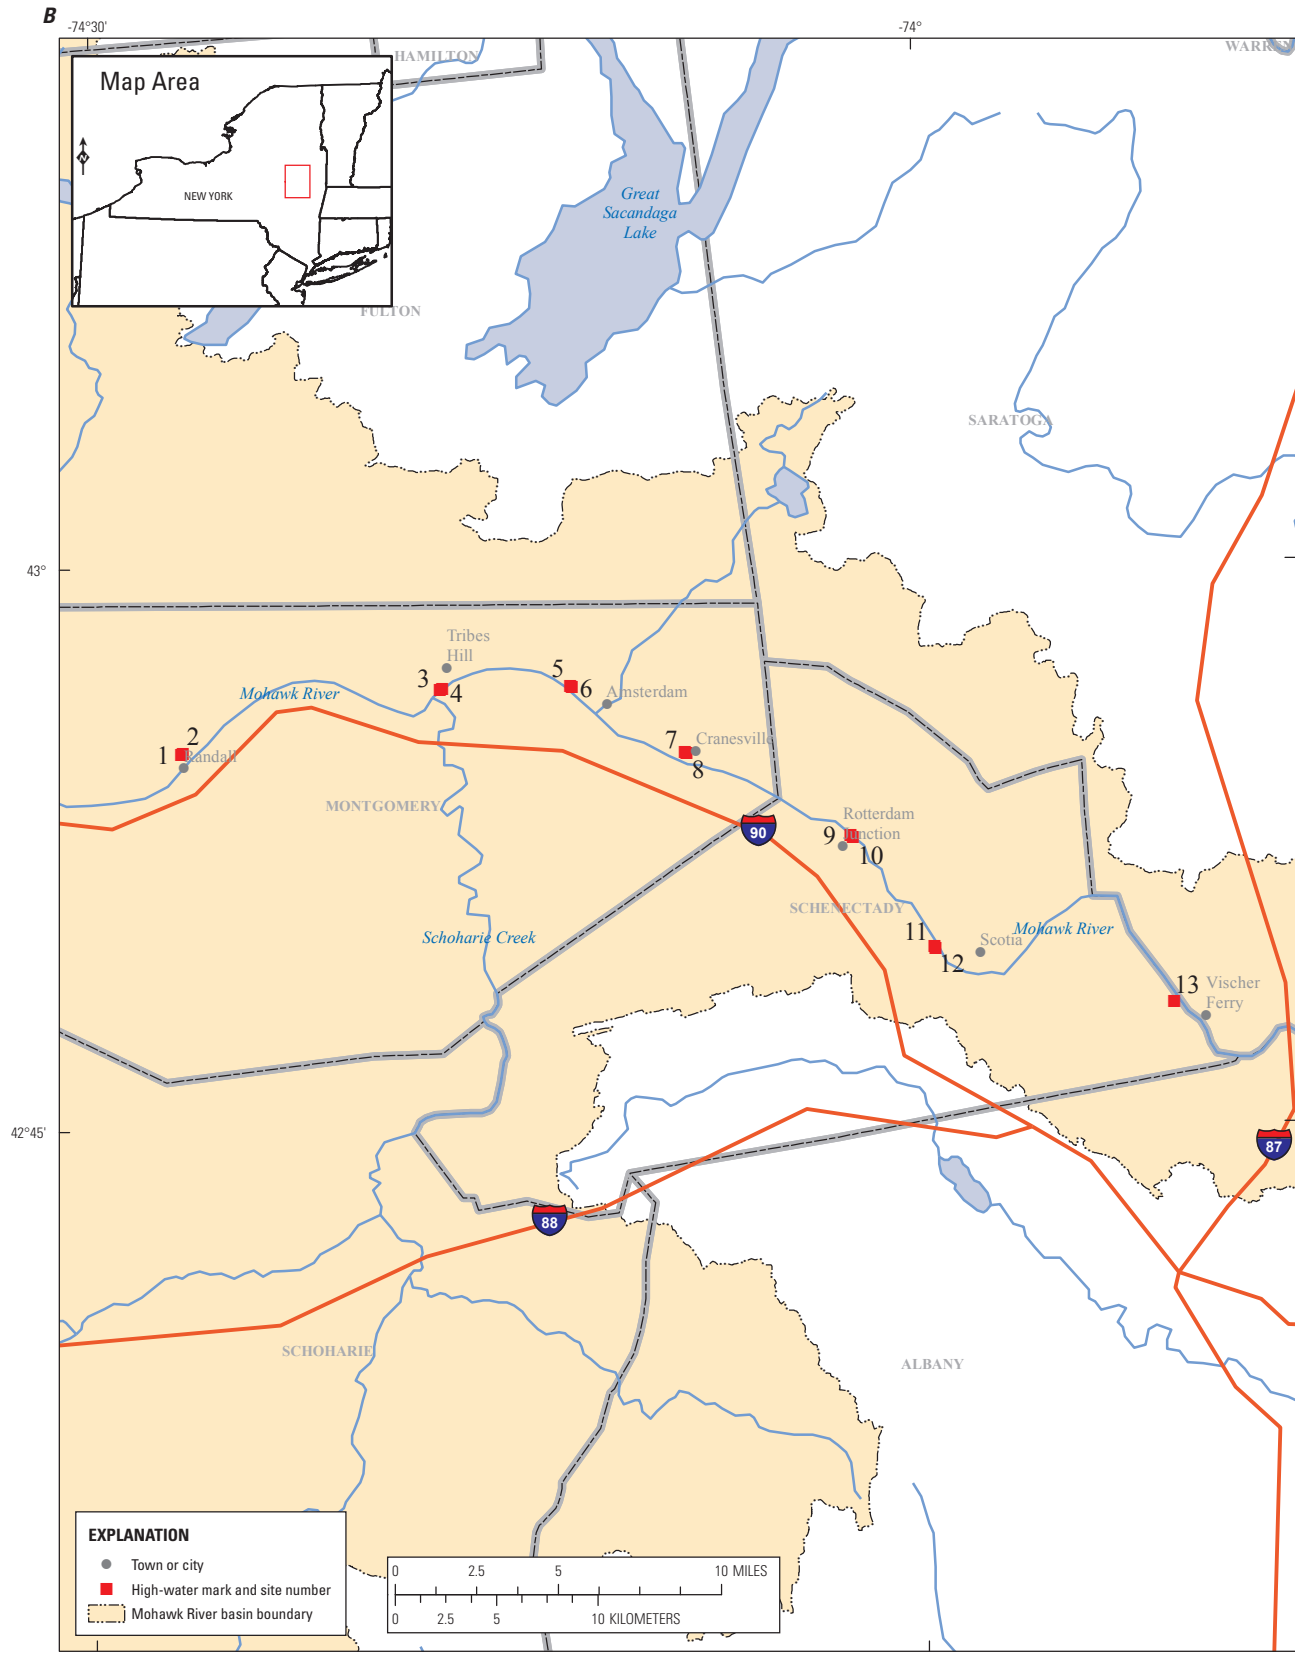 B
-74°30'
-74°
HAMILTON
WARREN
Map Area
N
NEW YORK
Great
Sacandaga
Lake
FULTON
SARATOGA
43°
Tribes
Hill
3
4
5
6
Mohawk River
Amsterdam
1
2
Randall
7
Cranesville
8
MONTGOMERY
90
Rotterdam
Junction
9
10
SCHENECTADY
11
12
Scotia
Mohawk River
Schoharie Creek
13
Vischer
Ferry
42°45'
87
88
SCHOHARIE
ALBANY
EXPLANATION
Town or city
High-water mark and site number
Mohawk River basin boundary
0 2.5 5 10 MILES
0 2.5 5 10 KILOMETERS